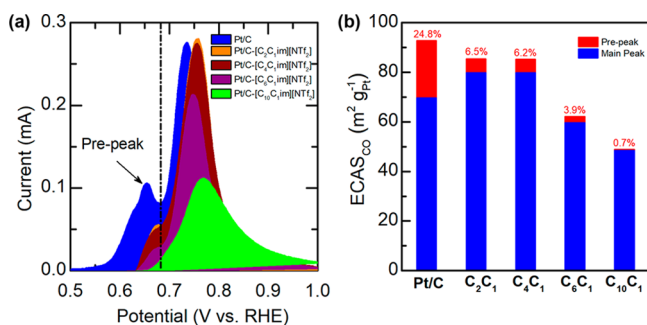 (a)
Current (mA)
0.3
0.2
0.1
0.0
0.5
0.6
0.7
0.8
0.9
1.0
Potential (V vs. RHE)
Pre-peak
Pt/C
Pt/C-[C₂C₁im][NTf₂]
Pt/C-[C₄C₁im][NTf₂]
Pt/C-[C₆C₁im][NTf₂]
Pt/C-[C₁₀C₁im][NTf₂]
(b)
ECAS_CO (m² g_Pt⁻¹)
100
80
60
40
20
0
24.8%
6.5%
6.2%
3.9%
0.7%
Pre-peak
Main Peak
Pt/C
C₂C₁
C₄C₁
C₆C₁
C₁₀C₁